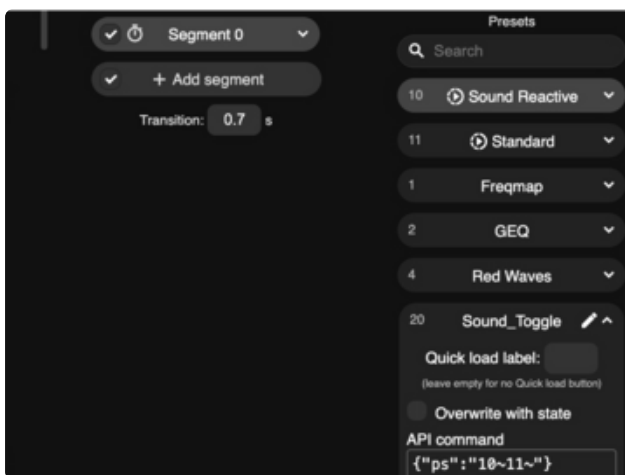 Segment 0
+ Add segment
Transition: 0.7 s
Presets
Search
10 Sound Reactive
11 Standard
1 Freqmap
2 GEQ
4 Red Waves
20 Sound_Toggle
Quick load label:
(leave empty for no Quick load button)
Overwrite with state
API command
{"ps":"10~11~"}